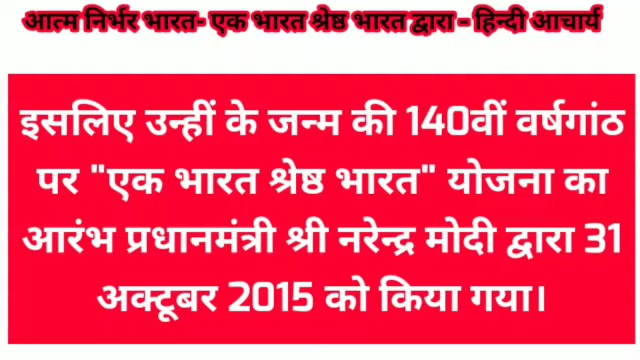 आत्म निर्भर भारत- एक भारत श्रेष्ठ भारत द्वारा - हिन्दी आचार्य
इसलिए उन्हीं के जन्म की 140वीं वर्षगांठ
पर "एक भारत श्रेष्ठ भारत" योजना का
आरंभ प्रधानमंत्री श्री नरेन्द्र मोदी द्वारा 31
अक्टूबर 2015 को किया गया।